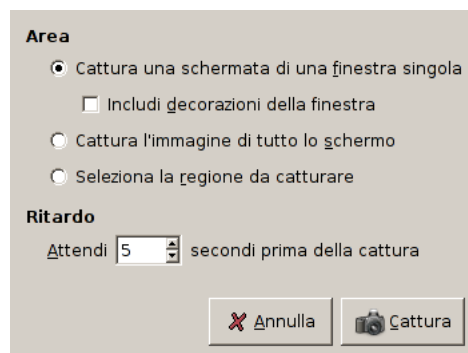 Area
Cattura una schermata di una finestra singola
Includi decorazioni della finestra
Cattura l'immagine di tutto lo schermo
Seleziona la regione da catturare
Ritardo
Attendi 5 secondi prima della cattura
Annulla Cattura